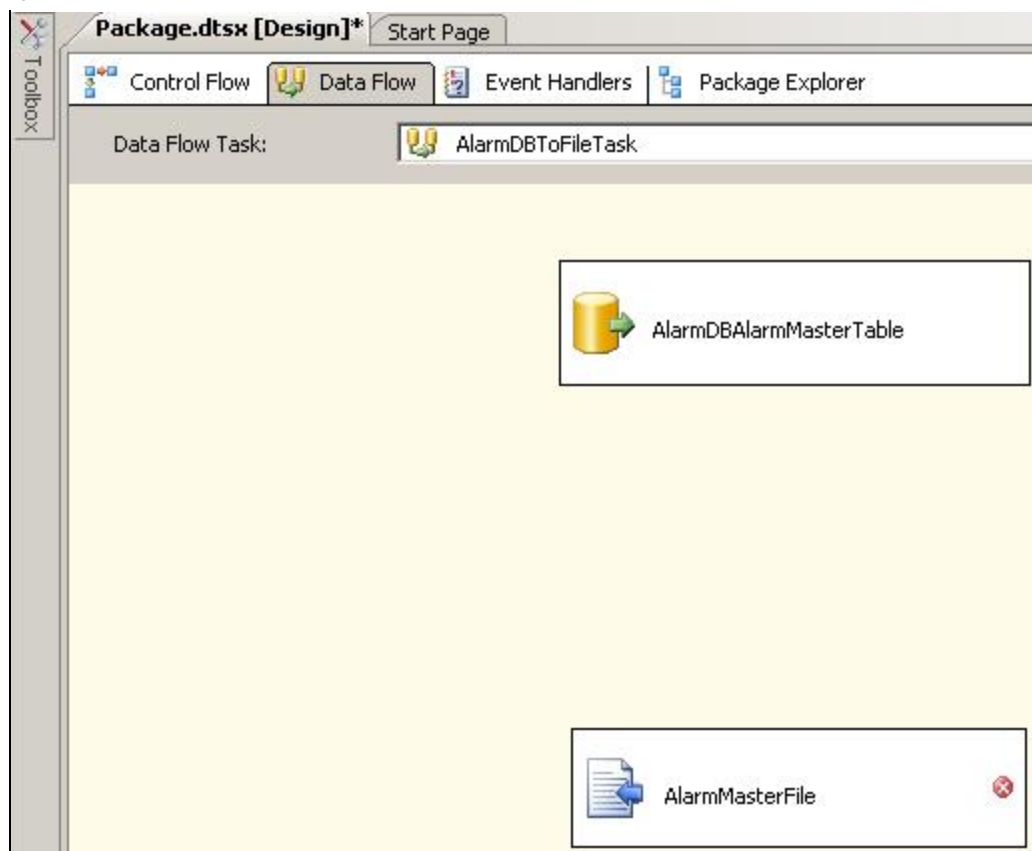 Package.dtsx [Design]* Start Page
Toolbox
Control Flow Data Flow Event Handlers Package Explorer
Data Flow Task: AlarmDBToFileTask
AlarmDBAlarmMasterTable
AlarmMasterFile